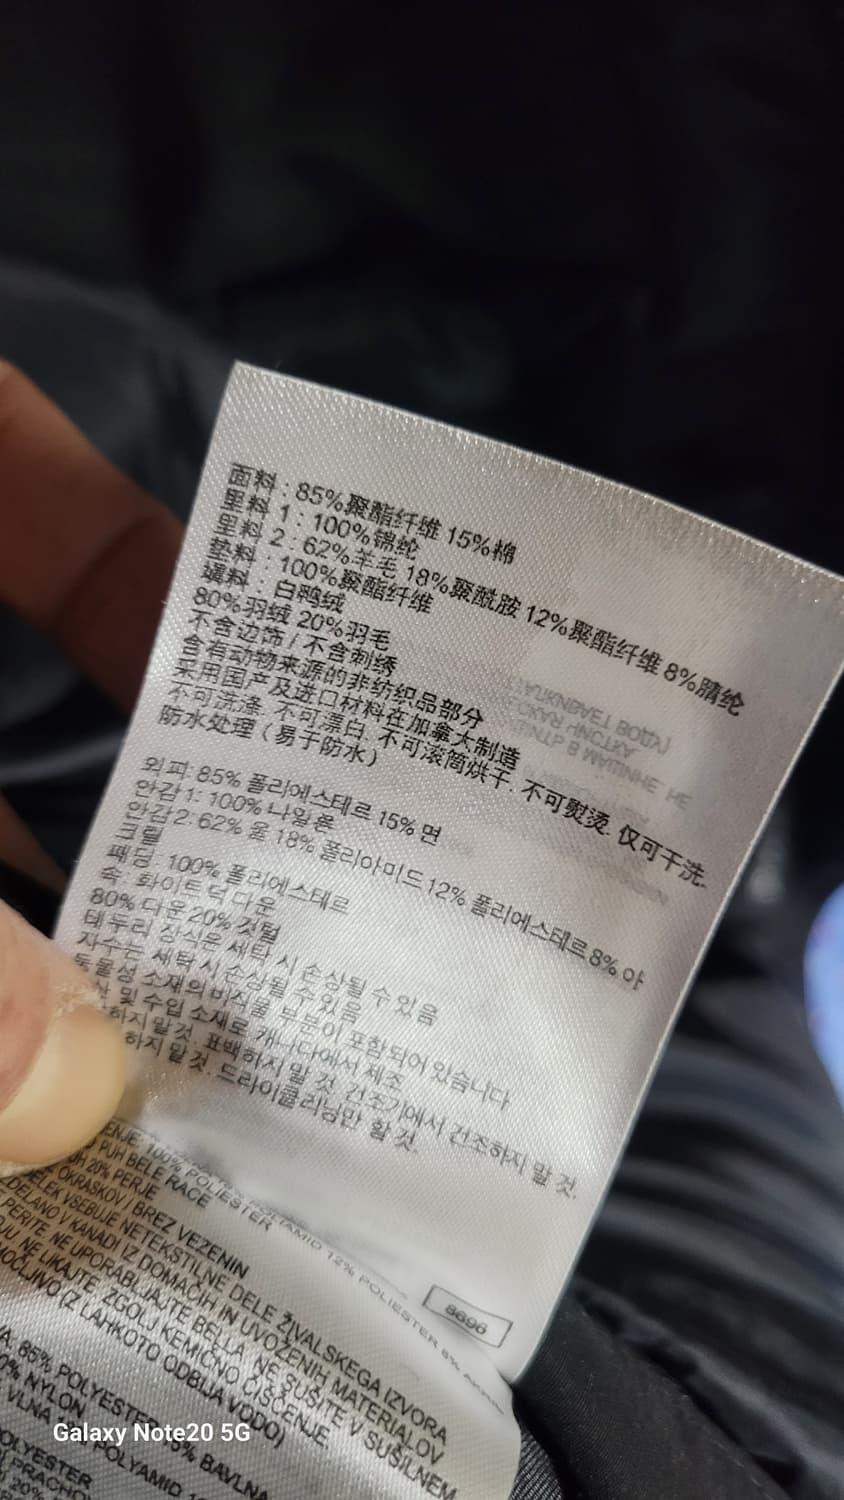 面料 : 85%聚酯纤维 15%棉
里料 1 : 100%锦纶
里料 2 : 62%羊毛 18%聚酰胺 12%聚酯纤维 8%腈纶
垫料 : 100%聚酯纤维
填料 : 白鸭绒
80%羽绒 20%羽毛
不含边饰 / 不含刺绣
含有动物来源的非纺织品部分
采用国产及进口材料在加拿大制造
不可洗涤. 不可漂白. 不可滚筒烘干. 不可熨烫. 仅可干洗.
防水处理 ( 易于防水 )
외피: 85% 폴리에스테르 15% 면
안감1: 100% 나일론
안감2: 62% 울 18% 폴리아미드 12% 폴리에스테르 8% 아
크릴
패딩: 100% 폴리에스테르
속: 화이트 덕 다운
80% 다운 20% 깃털
테두리 장식은 세탁 시 손상될 수 있음
자수는 세탁 시 손상될 수 있음
동물성 소재의 비직물 부분이 포함되어 있습니다
및 수입 소재로 캐나다에서 제조
하지 말 것. 표백하지 말 것. 건조기에서 건조하지 말 것.
하지 말 것. 드라이클리닝만 할 것.
100% POLIESTER
PUH BELE RACE
20% PERJE
OKRASKOV / BREZ VEZENIN
VSEBUJE NETEKSTILNE DELE ŽIVALSKEGA IZVORA
V KANADI IZ DOMAČIH IN UVOŽENIH MATERIALOV
PERITE. NE UPORABLJAJTE BELILA. NE SUŠITE V SUŠILNEM
NE LIKAJTE. ZGOLJ KEMIČNO ČIŠČENJE.
(Z LAHKOTO ODBIJA VODO)
12% POLIESTER 8%
8696
85% POLYESTER 15% BAVLNA
NYLON
VLNA POLYAMID
Galaxy Note20 5G